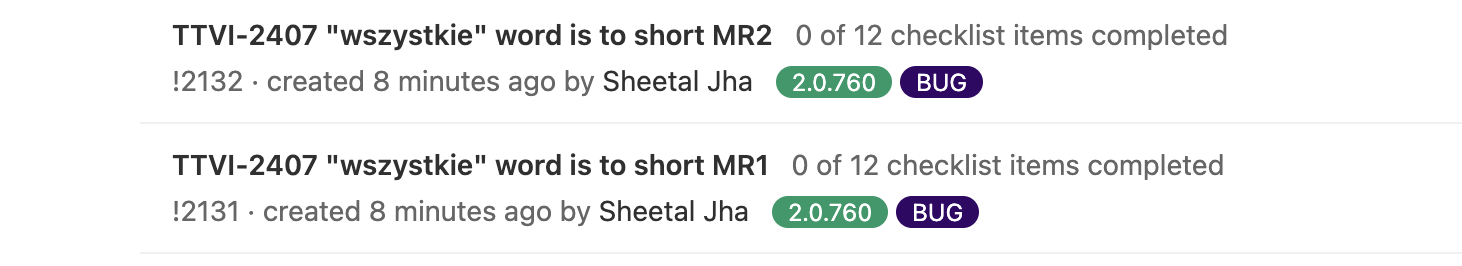 TTVI-2407 "wszystkie" word is to short MR2 0 of 12 checklist items completed
!2132 · created 8 minutes ago by Sheetal Jha 2.0.760 BUG
TTVI-2407 "wszystkie" word is to short MR1 0 of 12 checklist items completed
!2131 · created 8 minutes ago by Sheetal Jha 2.0.760 BUG